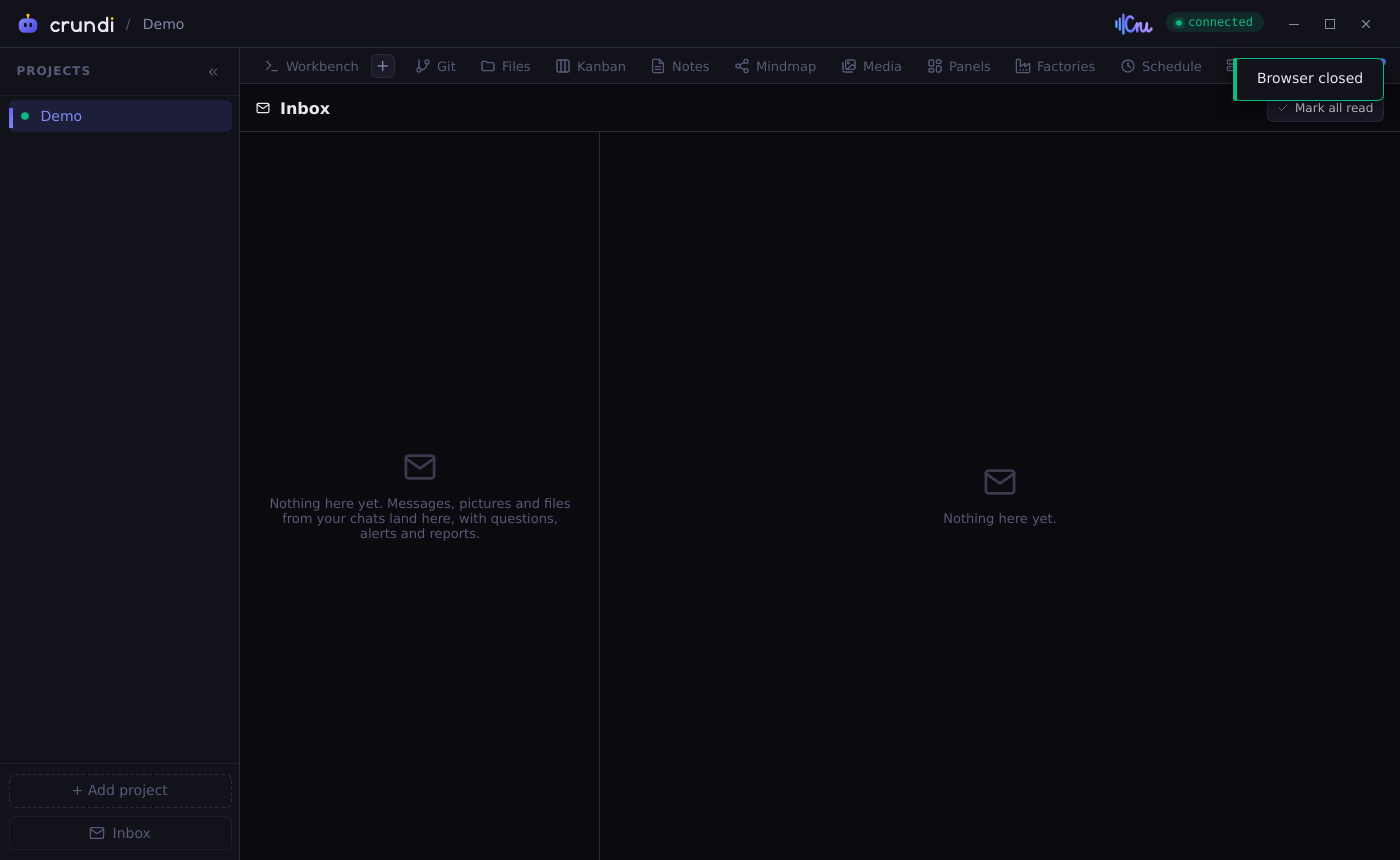 crundi / Demo
Cru
connected
PROJECTS
Workbench
Git
Files
Kanban
Notes
Mindmap
Media
Panels
Factories
Schedule
Browser closed
Demo
Inbox
Mark all read
Nothing here yet. Messages, pictures and files
from your chats land here, with questions,
alerts and reports.
Nothing here yet.
+ Add project
Inbox